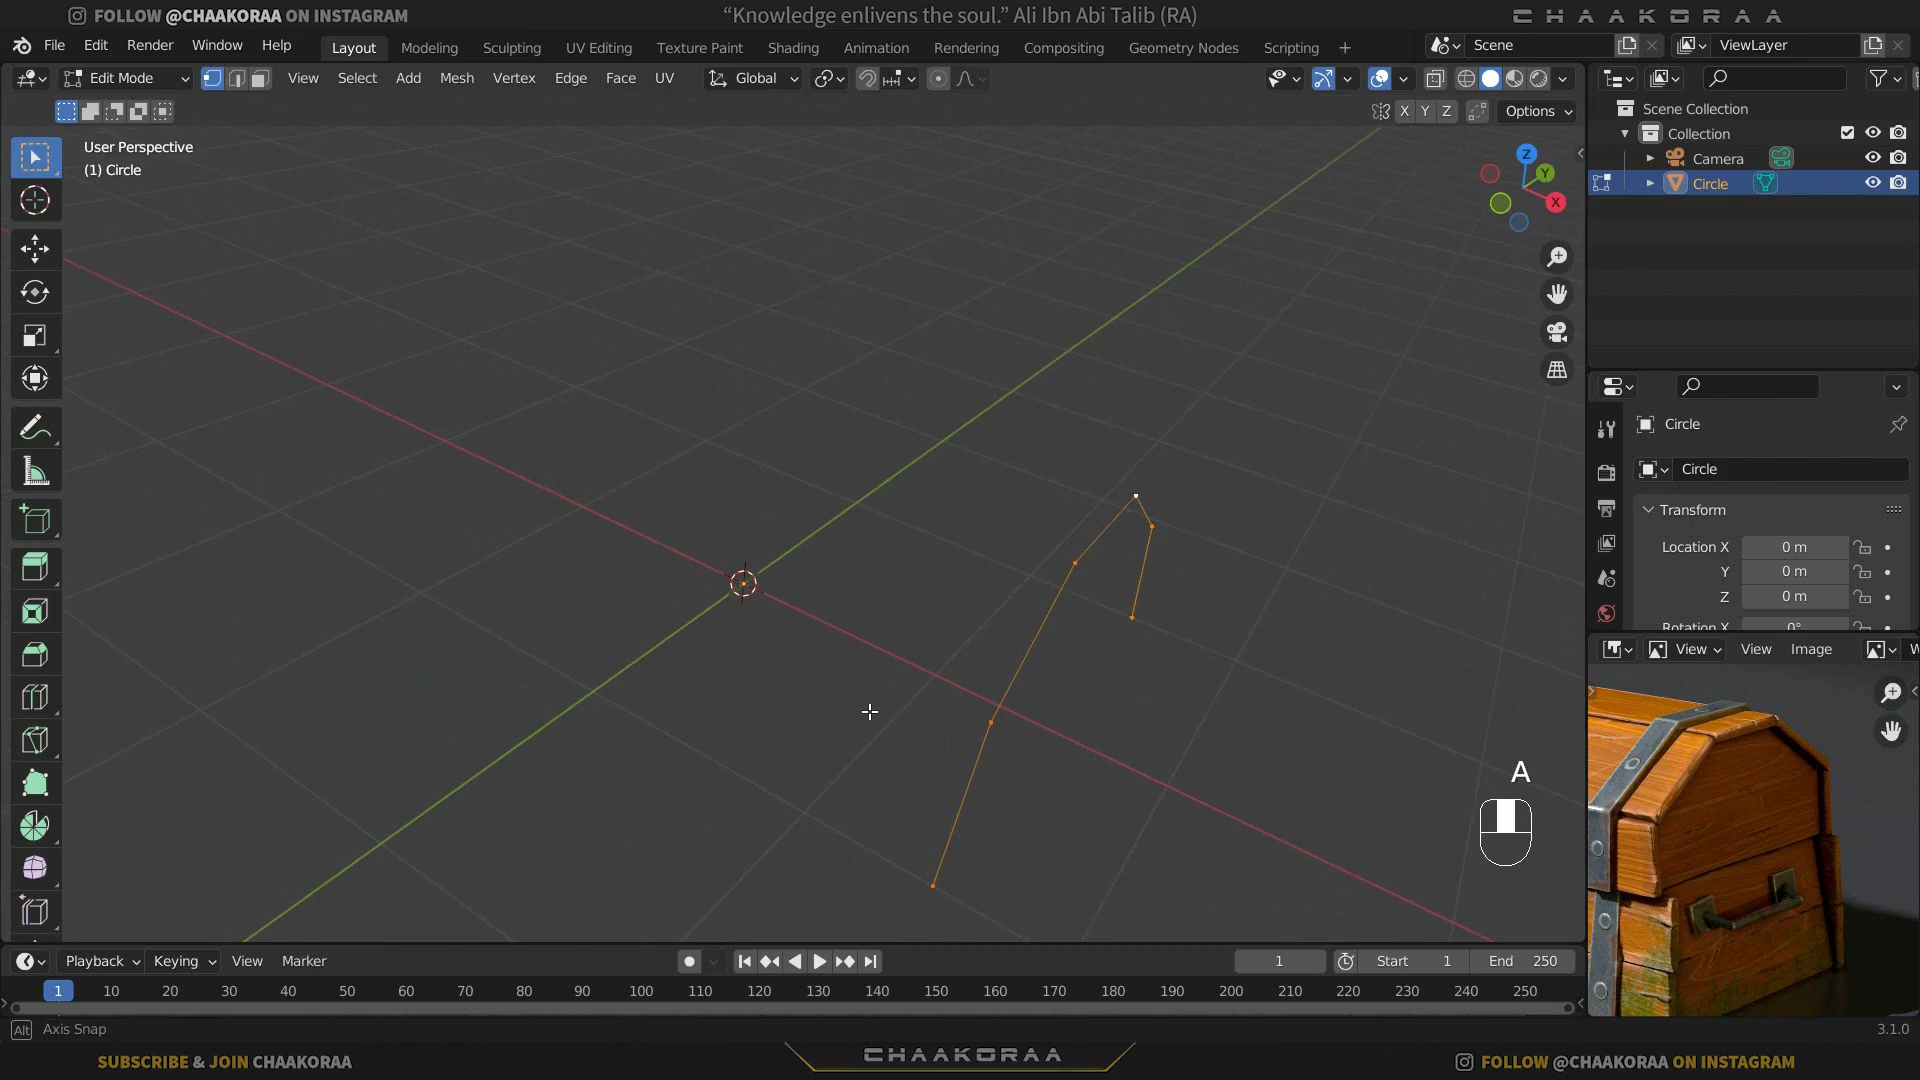 FOLLOW @CHAAKORAA ON INSTAGRAM
“Knowledge enlivens the soul.” Ali Ibn Abi Talib (RA)
CHAAKORAA
File Edit Render Window Help
Layout Modeling Sculpting UV Editing Texture Paint Shading Animation Rendering Compositing Geometry Nodes Scripting +
Scene
ViewLayer
Edit Mode
View Select Add Mesh Vertex Edge Face UV
Global
X Y Z
Options
User Perspective
(1) Circle
Z
Y
X
Scene Collection
Collection
Camera
Circle
Circle
Circle
Transform
Location X 0 m
Y 0 m
Z 0 m
Rotation X 0°
View View Image
A
Playback Keying View Marker
1
Start 1
End 250
1 10 20 30 40 50 60 70 80 90 100 110 120 130 140 150 160 170 180 190 200 210 220 230 240 250
Alt Axis Snap
3.1.0
SUBSCRIBE & JOIN CHAAKORAA
CHAAKORAA
FOLLOW @CHAAKORAA ON INSTAGRAM